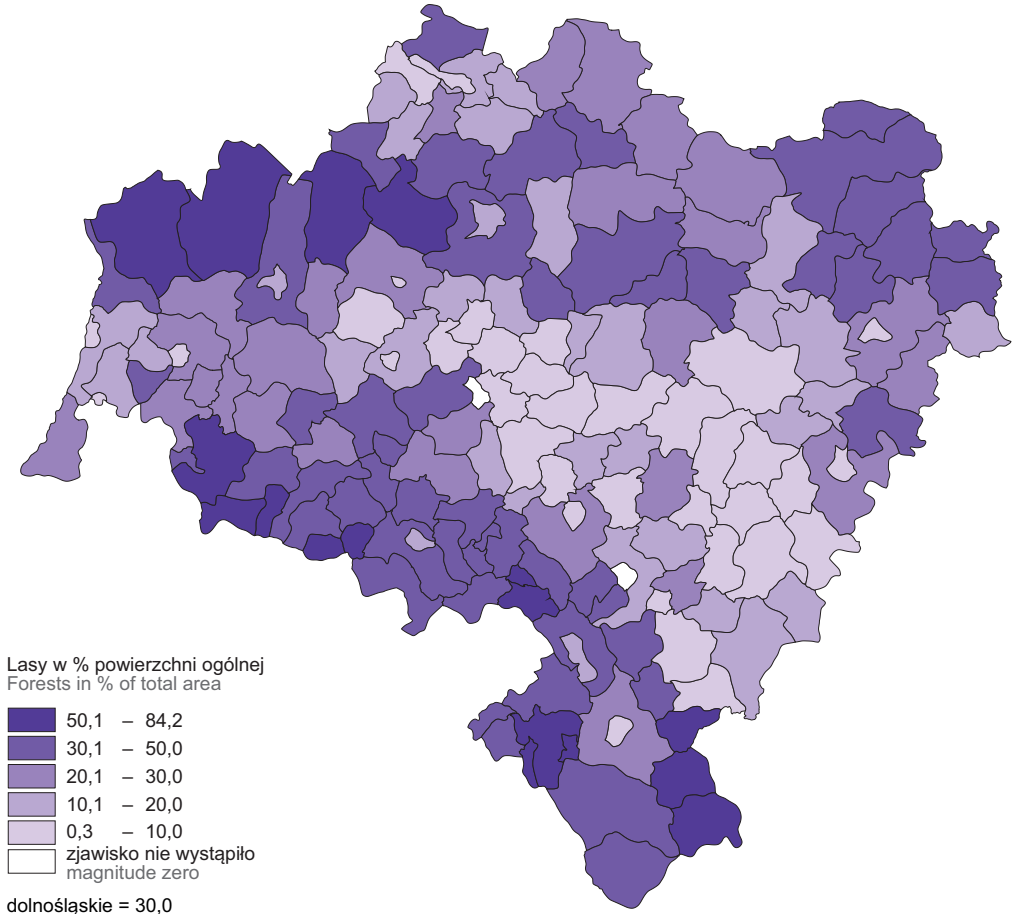 Lasy w % powierzchni ogólnej
Forests in % of total area
50,1 – 84,2
30,1 – 50,0
20,1 – 30,0
10,1 – 20,0
0,3 – 10,0
zjawisko nie wystąpiło
magnitude zero
dolnośląskie = 30,0